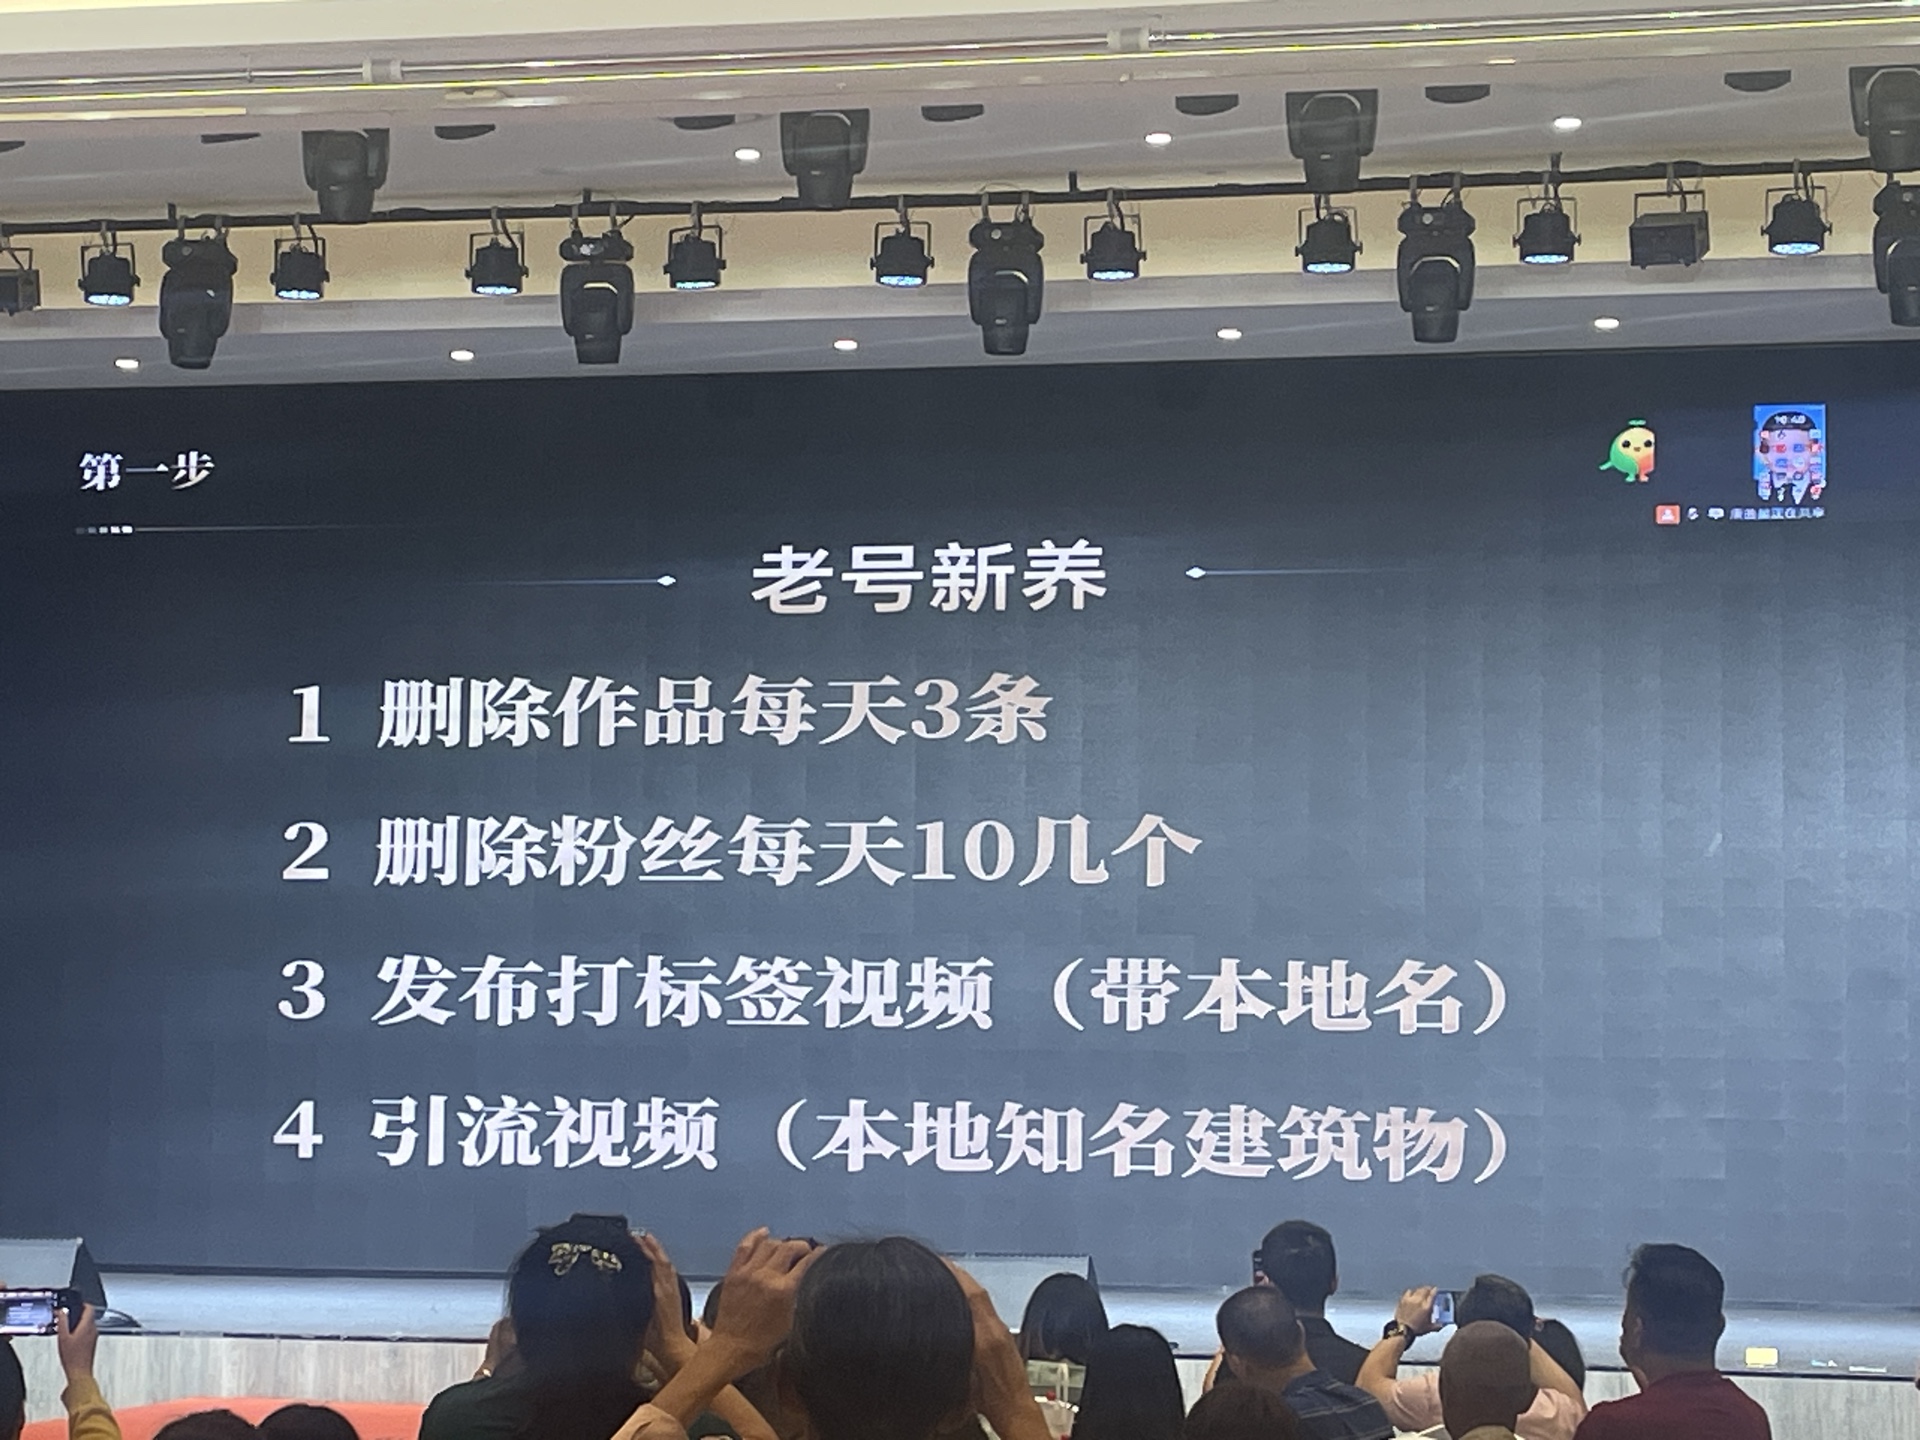 第一步
老号新养
1 删除作品每天3条
2 删除粉丝每天10几个
3 发布打标签视频（带本地名）
4 引流视频（本地知名建筑物）